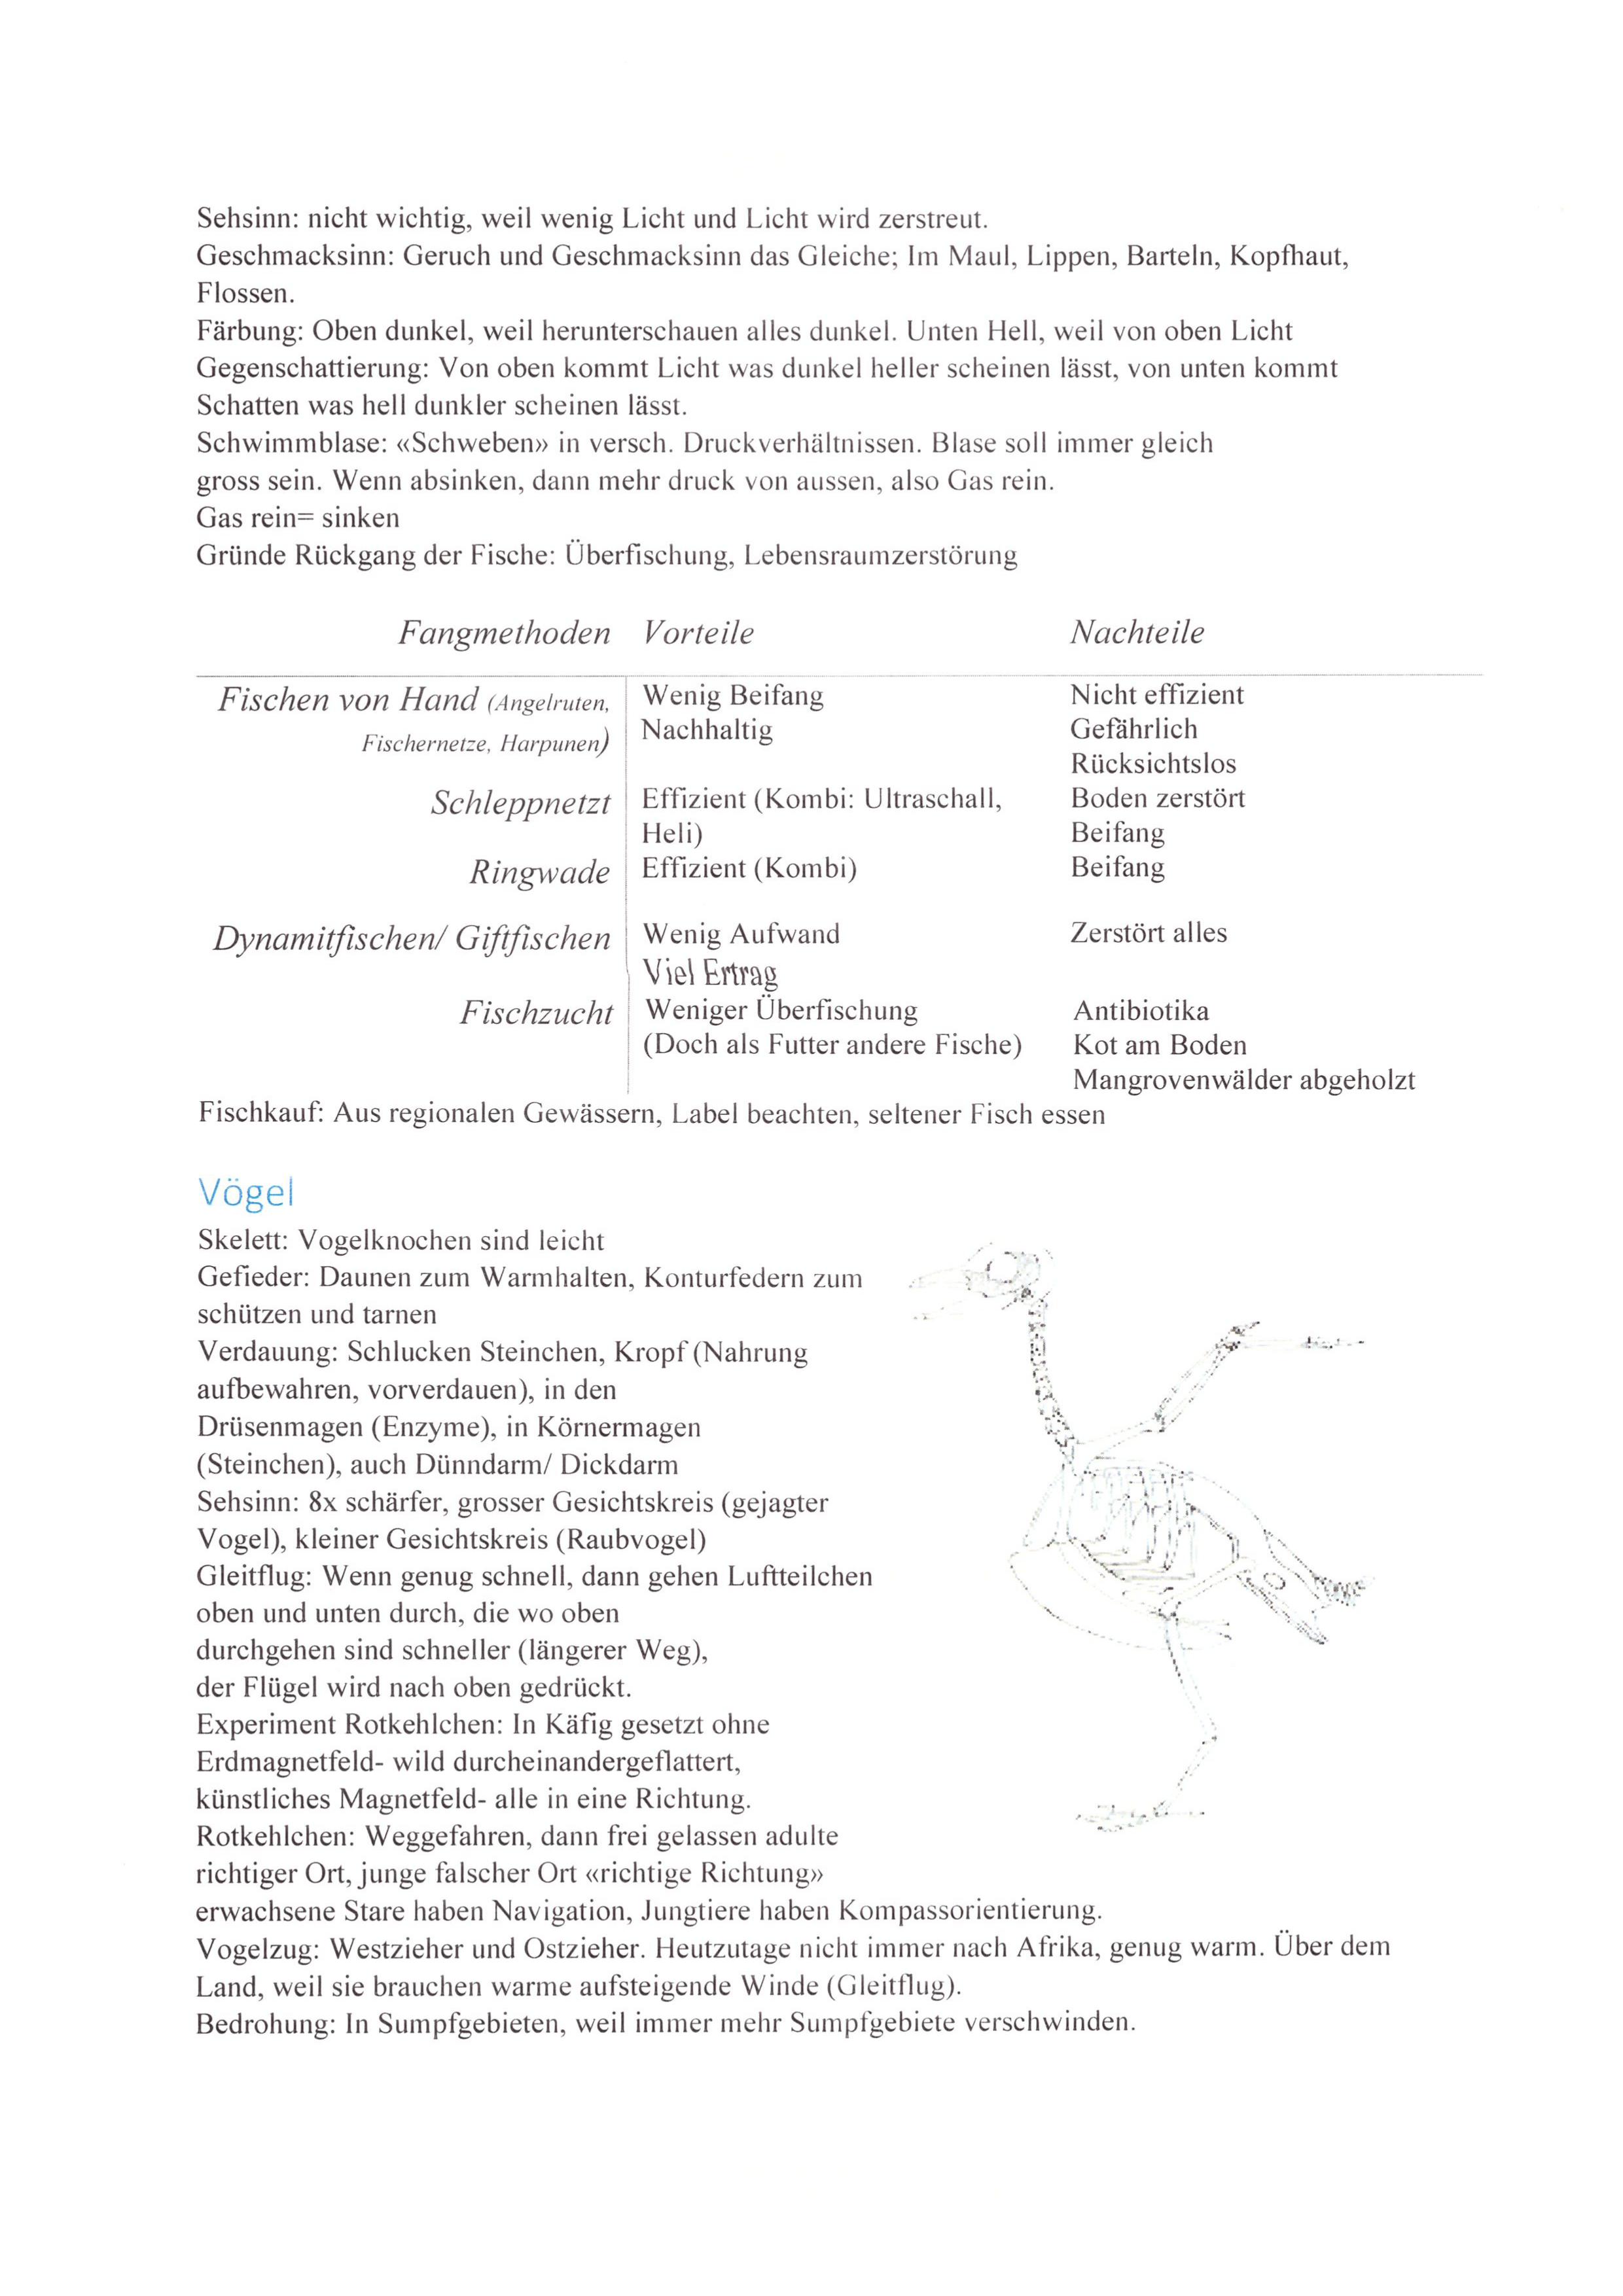 Sehsinn: nicht wichtig, weil wenig Licht und Licht wird zerstreut.
Geschmacksinn: Geruch und Geschmacksinn das Gleiche; Im Maul, Lippen, Barteln, Kopfhaut,
Flossen.
Färbung: Oben dunkel, weil herunterschauen alles dunkel. Unten Hell, weil von oben Licht
Gegenschattierung: Von oben kommt Licht was dunkel heller scheinen lässt, von unten kommt
Schatten was hell dunkler scheinen lässt.
Schwimmblase: «Schweben» in versch. Druckverhältnissen. Blase soll immer gleich
gross sein. Wenn absinken, dann mehr druck von aussen, also Gas rein.
Gas rein= sinken
Gründe Rückgang der Fische: Überfischung, Lebensraumzerstörung
Fangmethoden Vorteile Nachteile
Fischen von Hand (Angelruten, Wenig Beifang Nicht effizient
Fischernetze, Harpunen) Nachhaltig Gefährlich
Rücksichtslos
Schleppnetzt Effizient (Kombi: Ultraschall, Boden zerstört
Heli) Beifang
Ringwade Effizient (Kombi) Beifang
Dynamitfischen/ Giftfischen Wenig Aufwand Zerstört alles
Viel Ertrag
Fischzucht Weniger Überfischung Antibiotika
(Doch als Futter andere Fische) Kot am Boden
Mangrovenwälder abgeholzt
Fischkauf: Aus regionalen Gewässern, Label beachten, seltener Fisch essen
Vögel
Skelett: Vogelknochen sind leicht
Gefieder: Daunen zum Warmhalten, Konturfedern zum
schützen und tarnen
Verdauung: Schlucken Steinchen, Kropf (Nahrung
aufbewahren, vorverdauen), in den
Drüsenmagen (Enzyme), in Körnermagen
(Steinchen), auch Dünndarm/ Dickdarm
Sehsinn: 8x schärfer, grosser Gesichtskreis (gejagter
Vogel), kleiner Gesichtskreis (Raubvogel)
Gleitflug: Wenn genug schnell, dann gehen Luftteilchen
oben und unten durch, die wo oben
durchgehen sind schneller (längerer Weg),
der Flügel wird nach oben gedrückt.
Experiment Rotkehlchen: In Käfig gesetzt ohne
Erdmagnetfeld- wild durcheinandergeflattert,
künstliches Magnetfeld- alle in eine Richtung.
Rotkehlchen: Weggefahren, dann frei gelassen adulte
richtiger Ort, junge falscher Ort «richtige Richtung»
erwachsene Stare haben Navigation, Jungtiere haben Kompassorientierung.
Vogelzug: Westzieher und Ostzieher. Heutzutage nicht immer nach Afrika, genug warm. Über dem
Land, weil sie brauchen warme aufsteigende Winde (Gleitflug).
Bedrohung: In Sumpfgebieten, weil immer mehr Sumpfgebiete verschwinden.